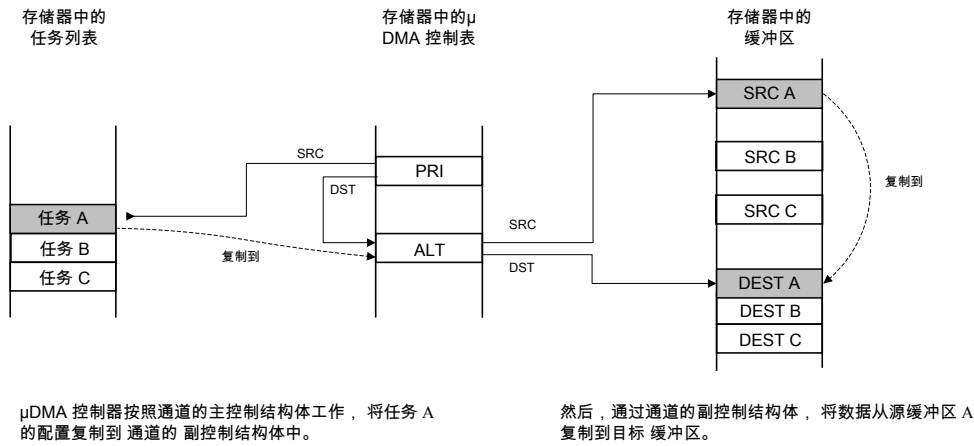 存储器中的
任务列表
存储器中的μ
DMA 控制表
存储器中的
缓冲区
SRC A
SRC B
SRC C
DEST A
DEST B
DEST C
复制到
SRC
PRI
DST
ALT
SRC
DST
任务 A
任务 B
任务 C
复制到
μDMA 控制器按照通道的主控制结构体工作 ， 将任务 A
的配置复制到 通道的 副控制结构体中。
然后 ， 通过通道的副控制结构体 ， 将数据从源缓冲区 A
复制到目标 缓冲区。